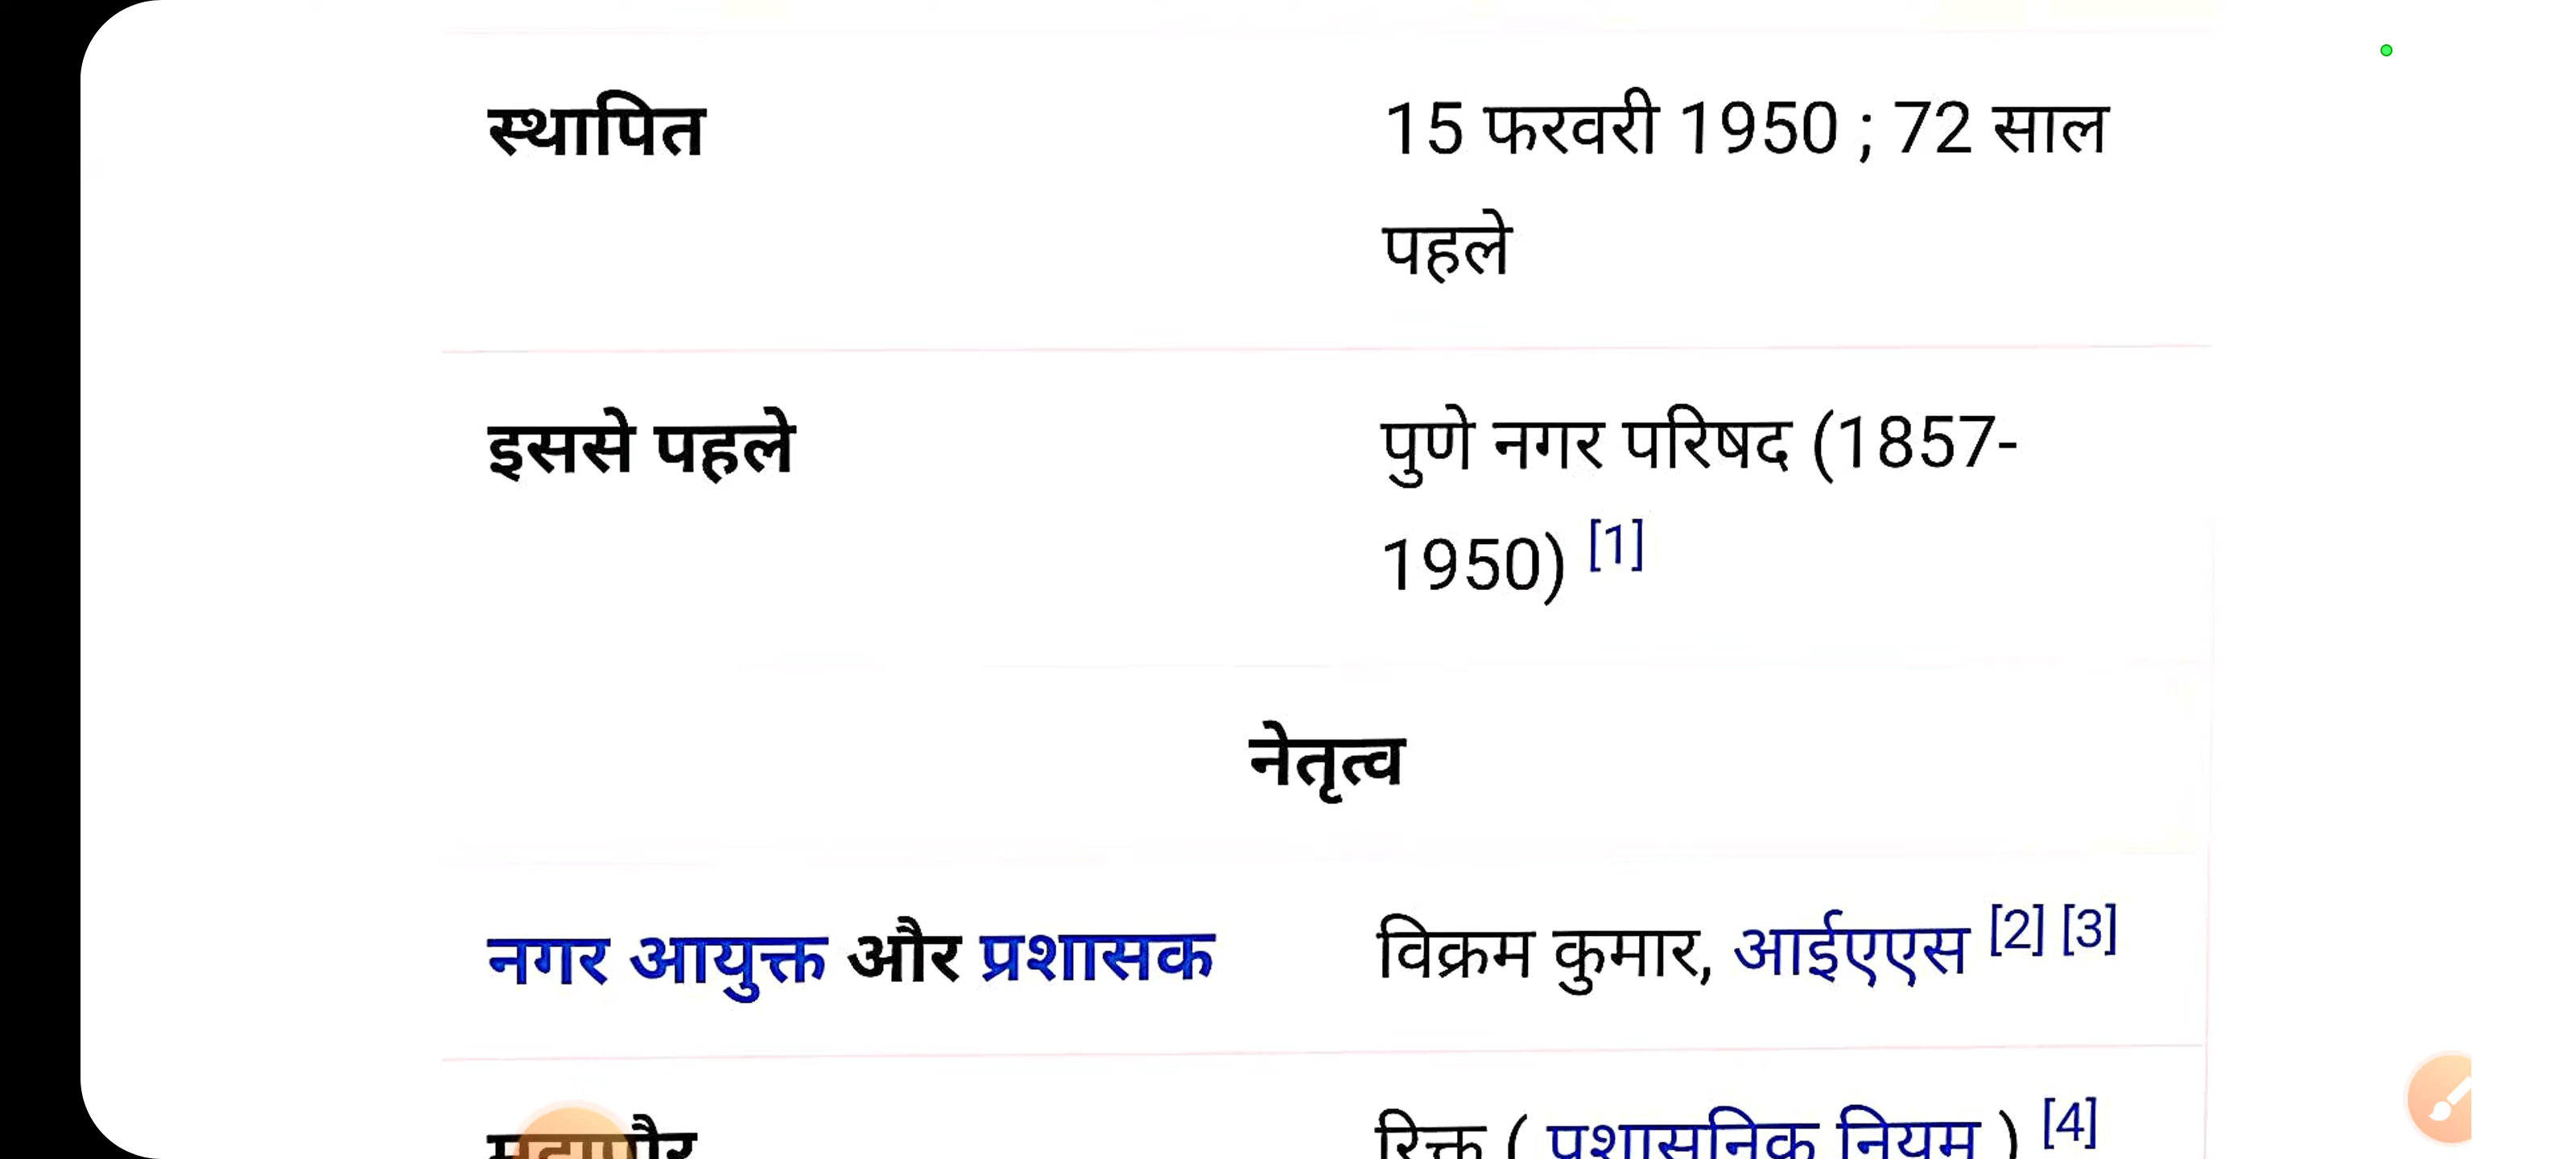 स्थापित 15 फरवरी 1950 ; 72 साल
पहले
इससे पहले पुणे नगर परिषद (1857-
1950) [1]
नेतृत्व
नगर आयुक्त और प्रशासक विक्रम कुमार, आईएएस [2] [3]
महापौर रिक्त ( प्रशासनिक नियम ) [4]